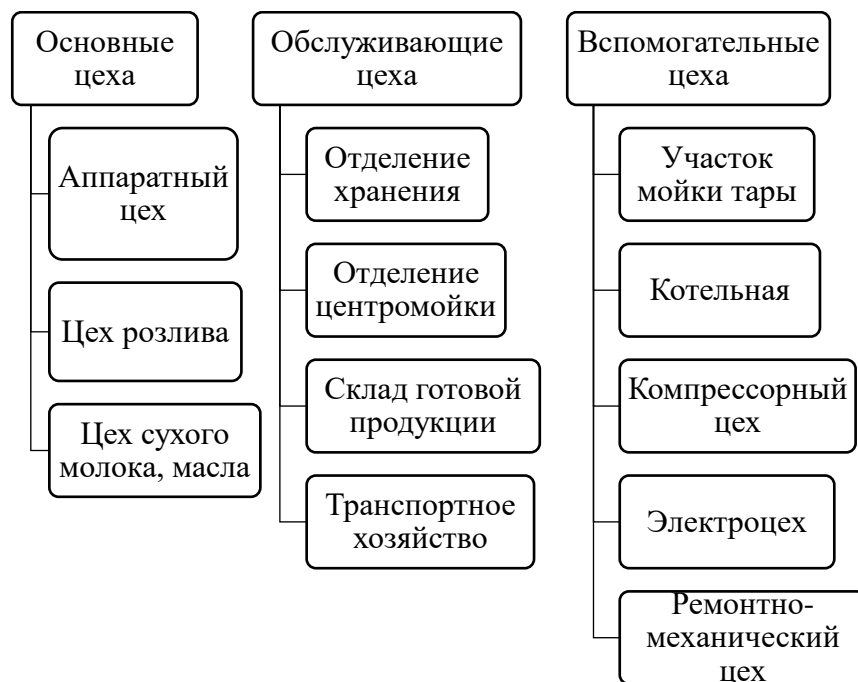 Основные
цеха
Аппаратный
цех
Цех розлива
Цех сухого
молока, масла
Обслуживающие
цеха
Отделение
хранения
Отделение
центромойки
Склад готовой
продукции
Транспортное
хозяйство
Вспомогательные
цеха
Участок
мойки тары
Котельная
Компрессорный
цех
Электроцех
Ремонтно-
механический
цех